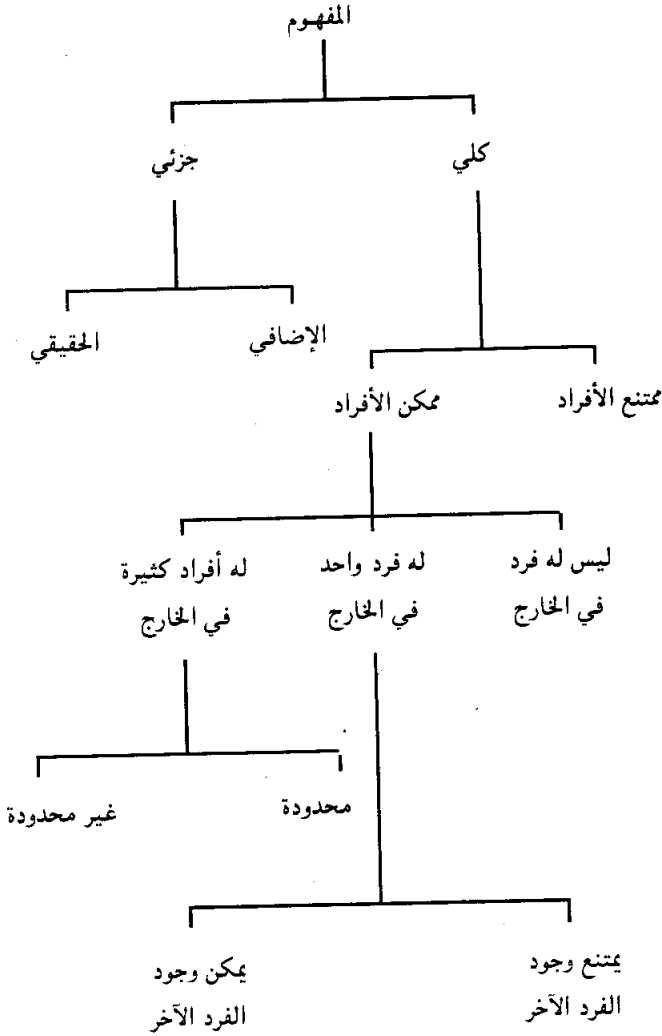 المفهوم
كلي
جزئي
الإضافي
الحقيقي
ممتنع الأفراد
ممكن الأفراد
ليس له فرد
في الخارج
له فرد واحد
في الخارج
له أفراد كثيرة
في الخارج
محدودة
غير محدودة
يمتنع وجود
الفرد الآخر
يمكن وجود
الفرد الآخر